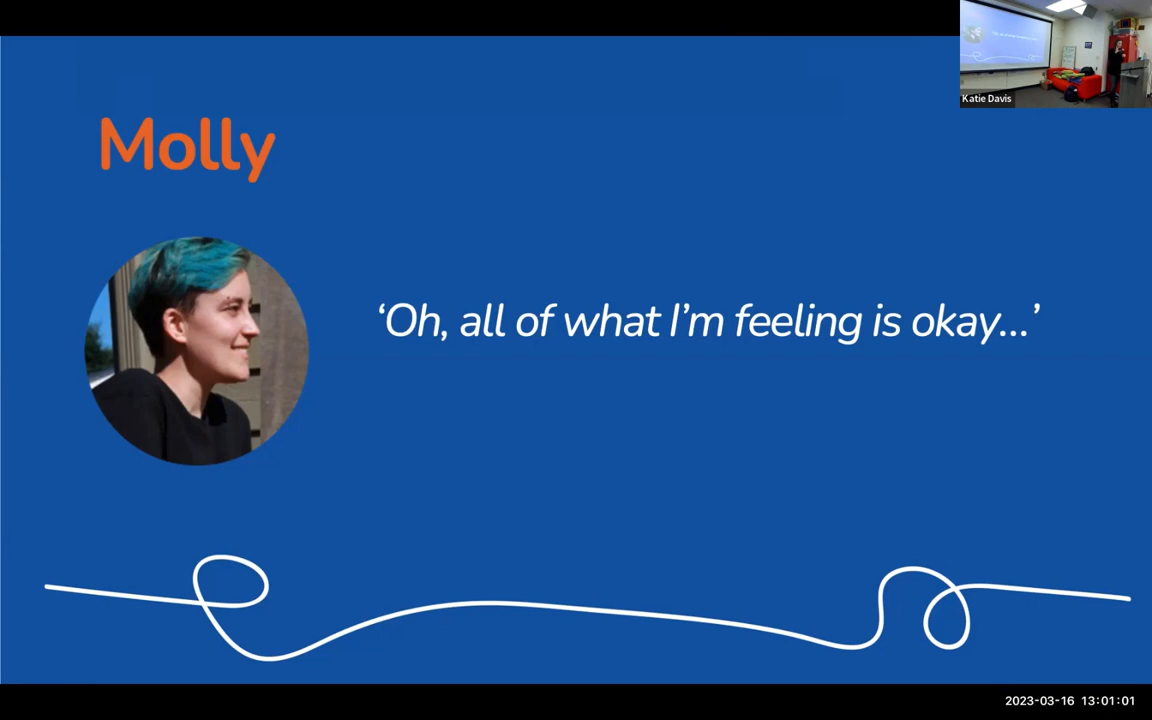 Katie Davis
Molly
‘Oh, all of what I’m feeling is okay...’
2023-03-16 13:01:01